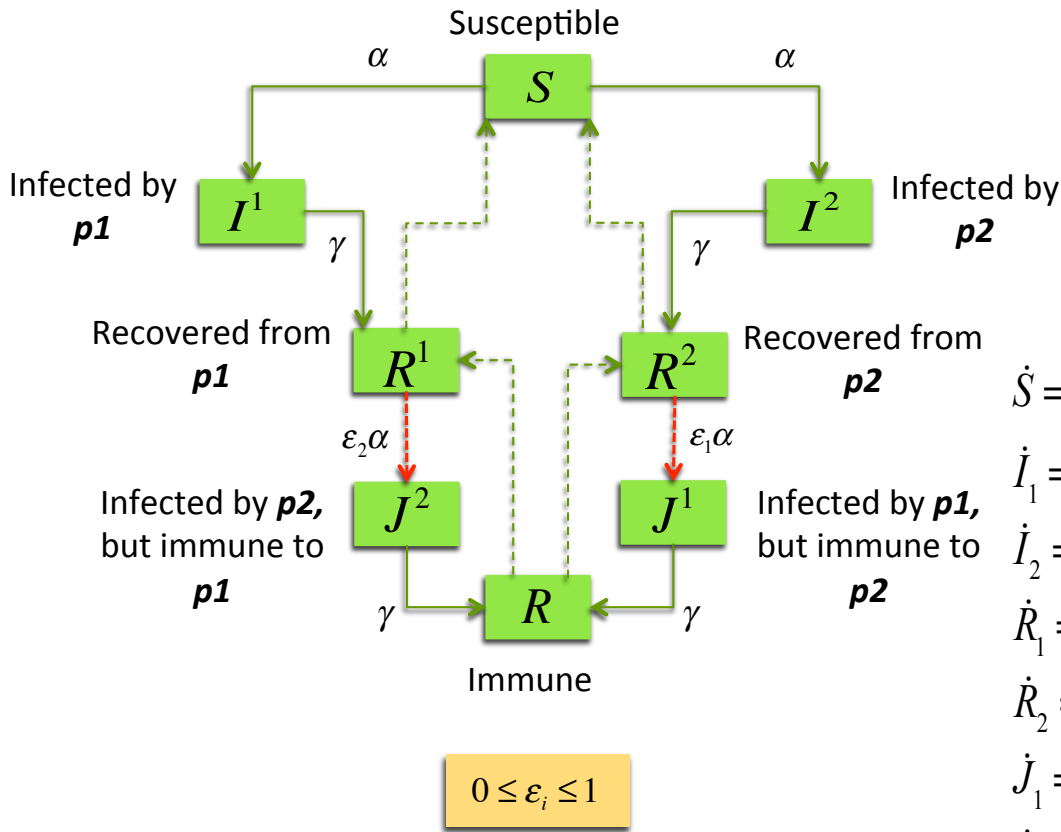 Susceptible
α
S
α
Infected by
p1
I¹
I²
Infected by
p2
γ
γ
Recovered from
p1
R¹
R²
Recovered from
p2
ε₂α
ε₁α
Infected by p2,
but immune to
p1
J²
J¹
Infected by p1,
but immune to
p2
γ
R
γ
Immune
0 ≤ εᵢ ≤ 1
Ṡ =
İ₁ =
İ₂ =
Ṙ₁ =
Ṙ₂ =
J̇₁ =